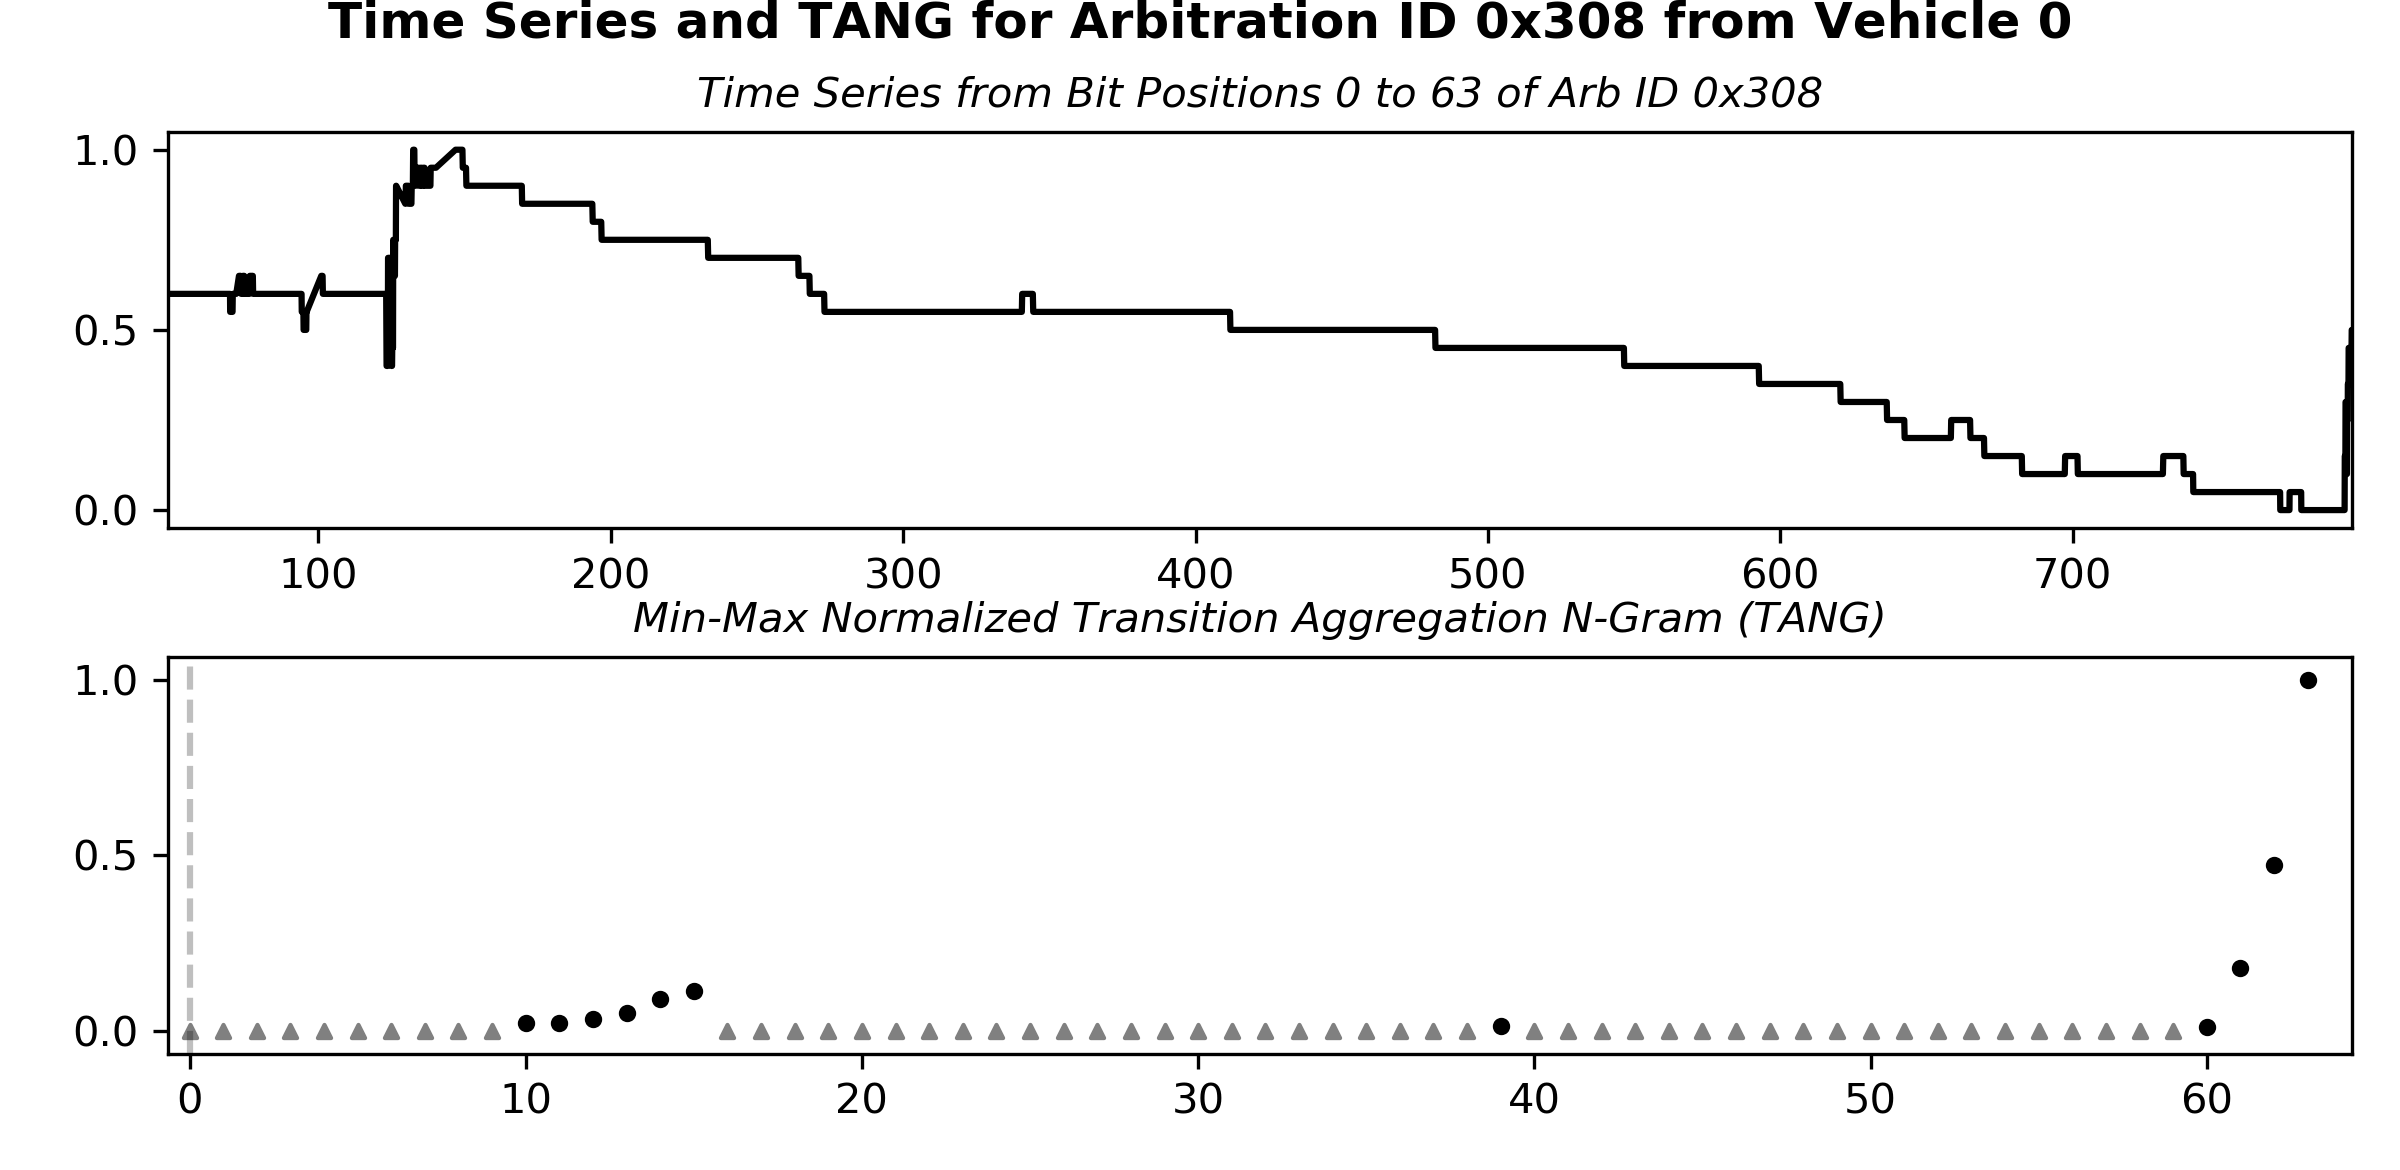 Time Series and TANG for Arbitration ID 0x308 from Vehicle 0
Time Series from Bit Positions 0 to 63 of Arb ID 0x308
1.0
0.5
0.0
100 200 300 400 500 600 700
Min-Max Normalized Transition Aggregation N-Gram (TANG)
1.0
0.5
0.0
0 10 20 30 40 50 60